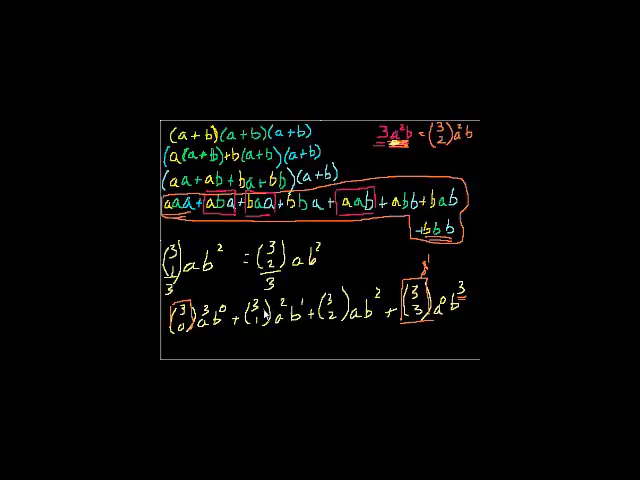 (a+b)(a+b)(a+b) 3a²b = (3 2)a²b
(a(a+b)+b(a+b))(a+b)
(aa+ab+ba+bb)(a+b)
aaa+aba+baa+bba+aab+abb+bab
+bbb
(3 1)ab² = (3 2)ab²
3 3
1
(3 0)a³b⁰ + (3 1)a²b¹ + (3 2)ab² + (3 3)a⁰b³